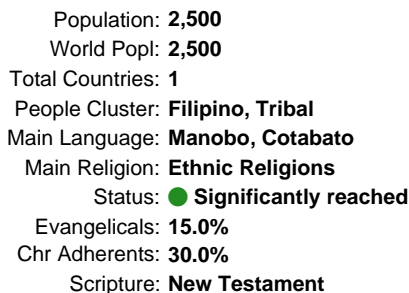 Population: 2,500
World Popl: 2,500
Total Countries: 1
People Cluster: Filipino, Tribal
Main Language: Manobo, Cotabato
Main Religion: Ethnic Religions
Status: Significantly reached
Evangelicals: 15.0%
Chr Adherents: 30.0%
Scripture: New Testament